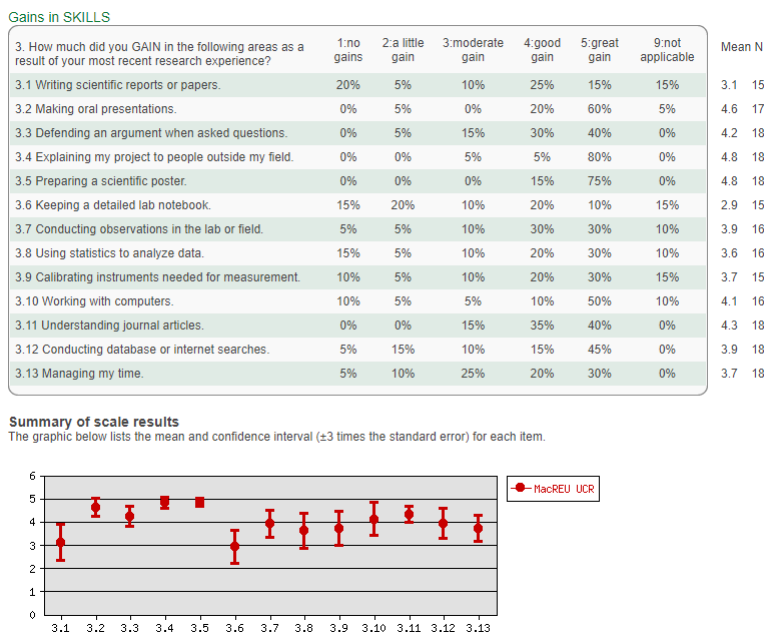 Gains in SKILLS
3. How much did you GAIN in the following areas as a result of your most recent research experience? 1:no gains 2:a little gain 3:moderate gain 4:good gain 5:great gain 9:not applicable Mean N
3.1 Writing scientific reports or papers. 20% 5% 10% 25% 15% 15% 3.1 15
3.2 Making oral presentations. 0% 5% 0% 20% 60% 5% 4.6 17
3.3 Defending an argument when asked questions. 0% 5% 15% 30% 40% 0% 4.2 18
3.4 Explaining my project to people outside my field. 0% 0% 5% 5% 80% 0% 4.8 18
3.5 Preparing a scientific poster. 0% 0% 0% 15% 75% 0% 4.8 18
3.6 Keeping a detailed lab notebook. 15% 20% 10% 20% 10% 15% 2.9 15
3.7 Conducting observations in the lab or field. 5% 5% 10% 30% 30% 10% 3.9 16
3.8 Using statistics to analyze data. 15% 5% 10% 20% 30% 10% 3.6 16
3.9 Calibrating instruments needed for measurement. 10% 5% 10% 20% 30% 15% 3.7 15
3.10 Working with computers. 10% 5% 5% 10% 50% 10% 4.1 16
3.11 Understanding journal articles. 0% 0% 15% 35% 40% 0% 4.3 18
3.12 Conducting database or internet searches. 5% 15% 10% 15% 45% 0% 3.9 18
3.13 Managing my time. 5% 10% 25% 20% 30% 0% 3.7 18
Summary of scale results
The graphic below lists the mean and confidence interval (±3 times the standard error) for each item.
6
5
4
3
2
1
0
3.1 3.2 3.3 3.4 3.5 3.6 3.7 3.8 3.9 3.10 3.11 3.12 3.13
MacREU UCR